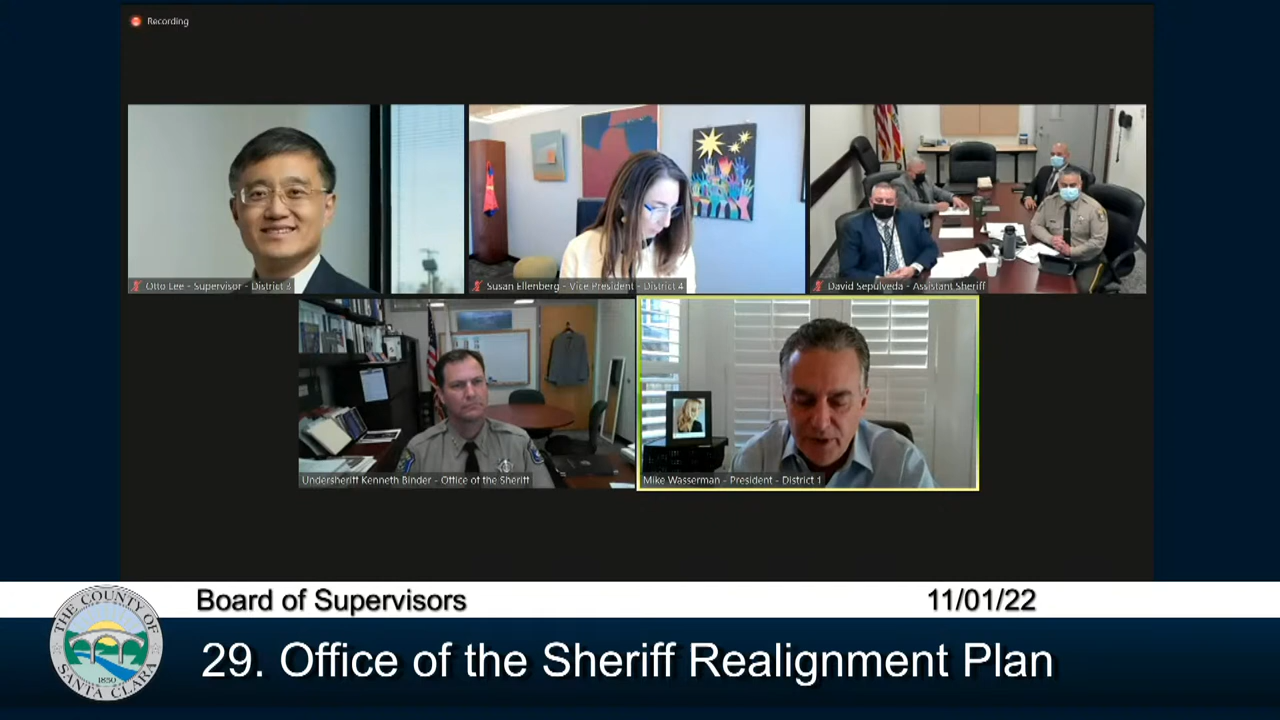 Recording
Otto Lee - Supervisor - District 3
Susan Ellenberg - Vice President - District 4
David Sepulveda - Assistant Sheriff
Undersheriff Kenneth Binder - Office of the Sheriff
Mike Wasserman - President - District 1
Board of Supervisors
11/01/22
29. Office of the Sheriff Realignment Plan
THE COUNTY OF
SANTA CLARA
1850